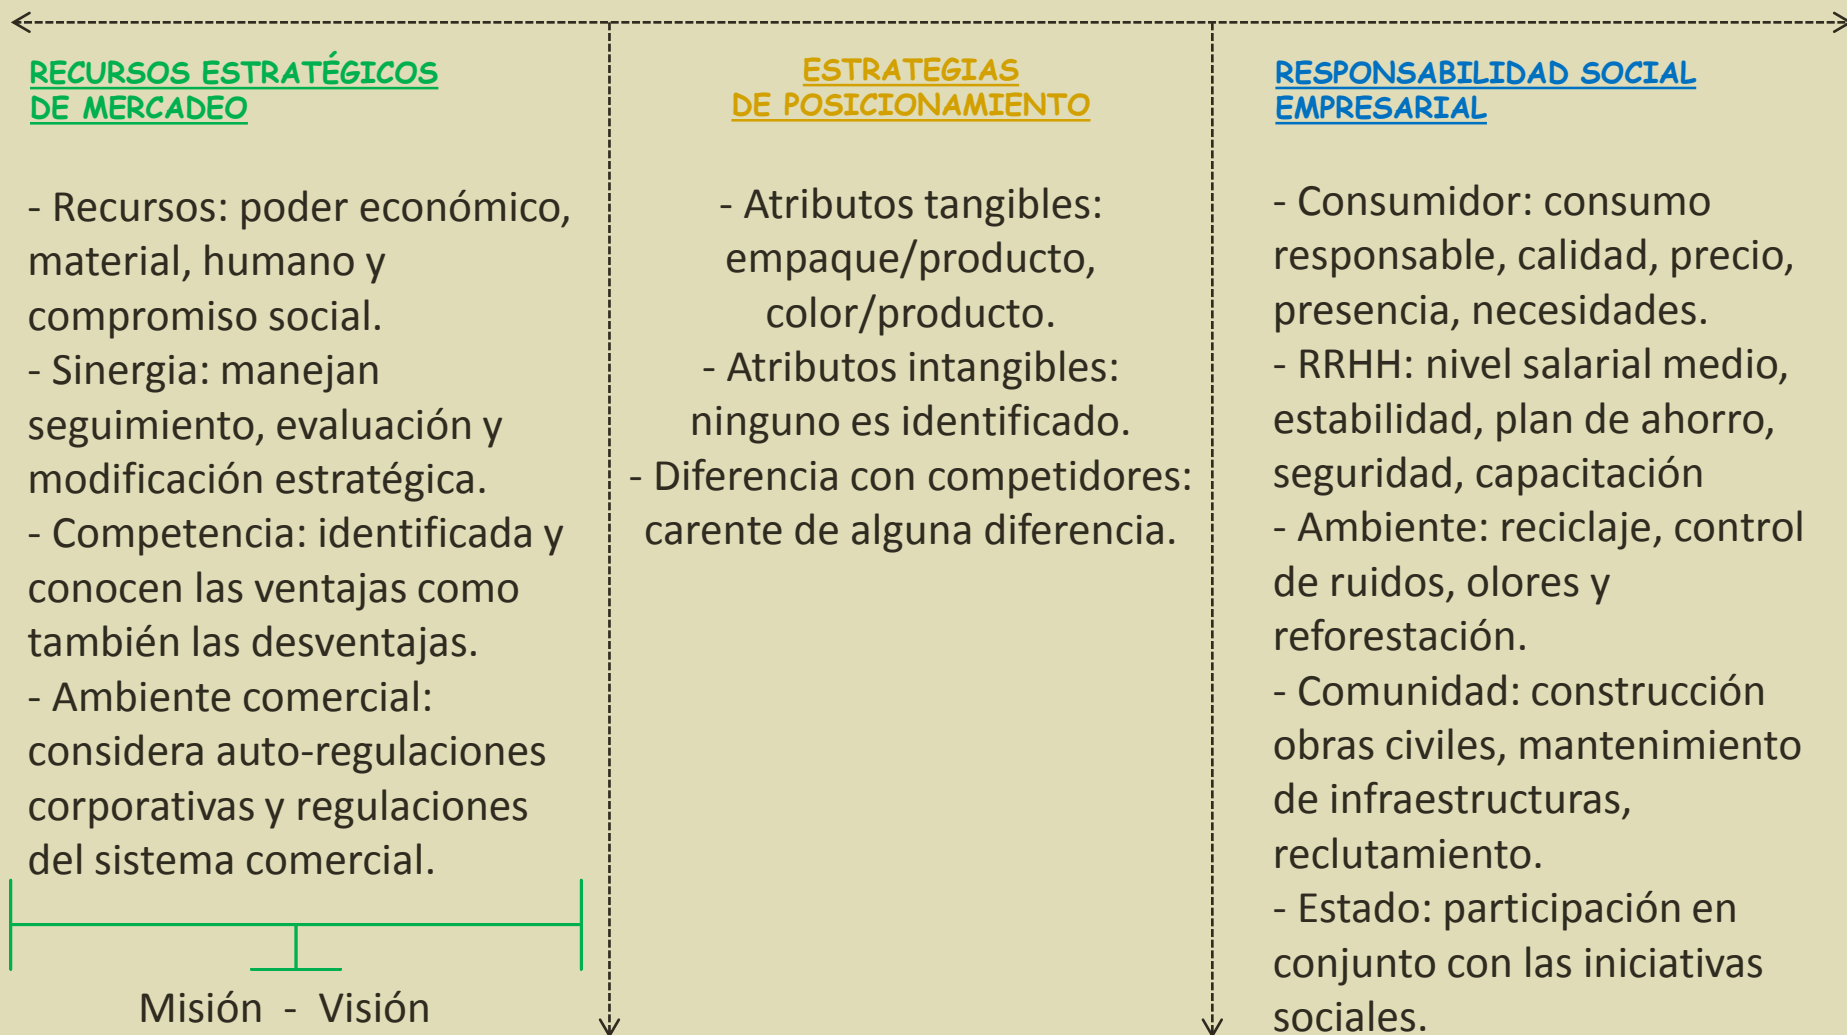 RECURSOS ESTRATÉGICOS
DE MERCADEO
- Recursos: poder económico,
material, humano y
compromiso social.
- Sinergia: manejan
seguimiento, evaluación y
modificación estratégica.
- Competencia: identificada y
conocen las ventajas como
también las desventajas.
- Ambiente comercial:
considera auto-regulaciones
corporativas y regulaciones
del sistema comercial.
Misión - Visión
ESTRATEGIAS
DE POSICIONAMIENTO
- Atributos tangibles:
empaque/producto,
color/producto.
- Atributos intangibles:
ninguno es identificado.
- Diferencia con competidores:
carente de alguna diferencia.
RESPONSABILIDAD SOCIAL
EMPRESARIAL
- Consumidor: consumo
responsable, calidad, precio,
presencia, necesidades.
- RRHH: nivel salarial medio,
estabilidad, plan de ahorro,
seguridad, capacitación
- Ambiente: reciclaje, control
de ruidos, olores y
reforestación.
- Comunidad: construcción
obras civiles, mantenimiento
de infraestructuras,
reclutamiento.
- Estado: participación en
conjunto con las iniciativas
sociales.